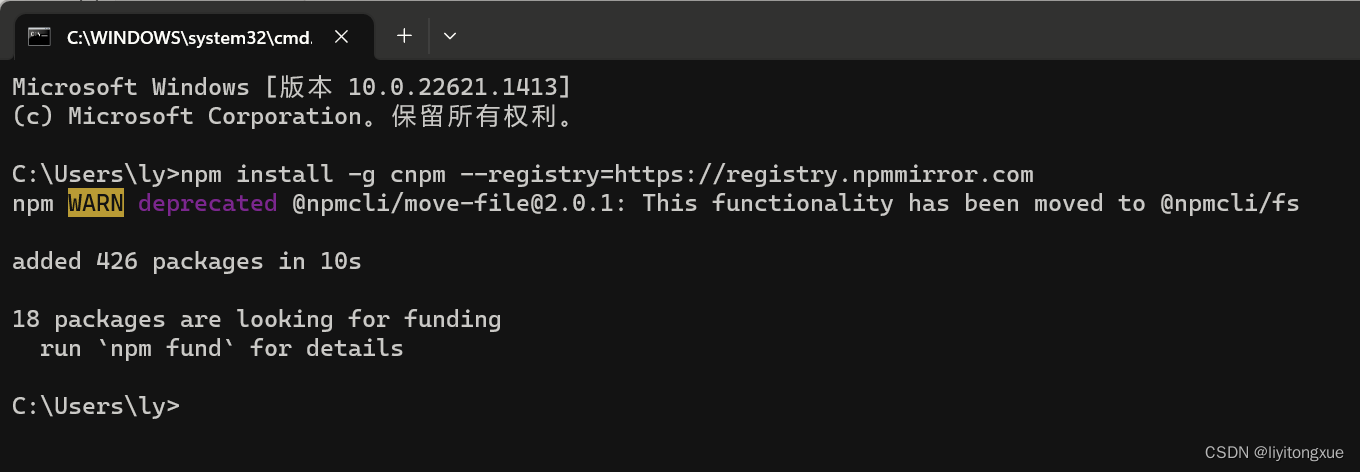 C:\WINDOWS\system32\cmd.
Microsoft Windows [版本 10.0.22621.1413]
(c) Microsoft Corporation。保留所有权利。
C:\Users\ly>npm install -g cnpm --registry=https://registry.npmmirror.com
npm WARN deprecated @npmcli/move-file@2.0.1: This functionality has been moved to @npmcli/fs
added 426 packages in 10s
18 packages are looking for funding
run `npm fund` for details
C:\Users\ly>
CSDN @liyitongxue